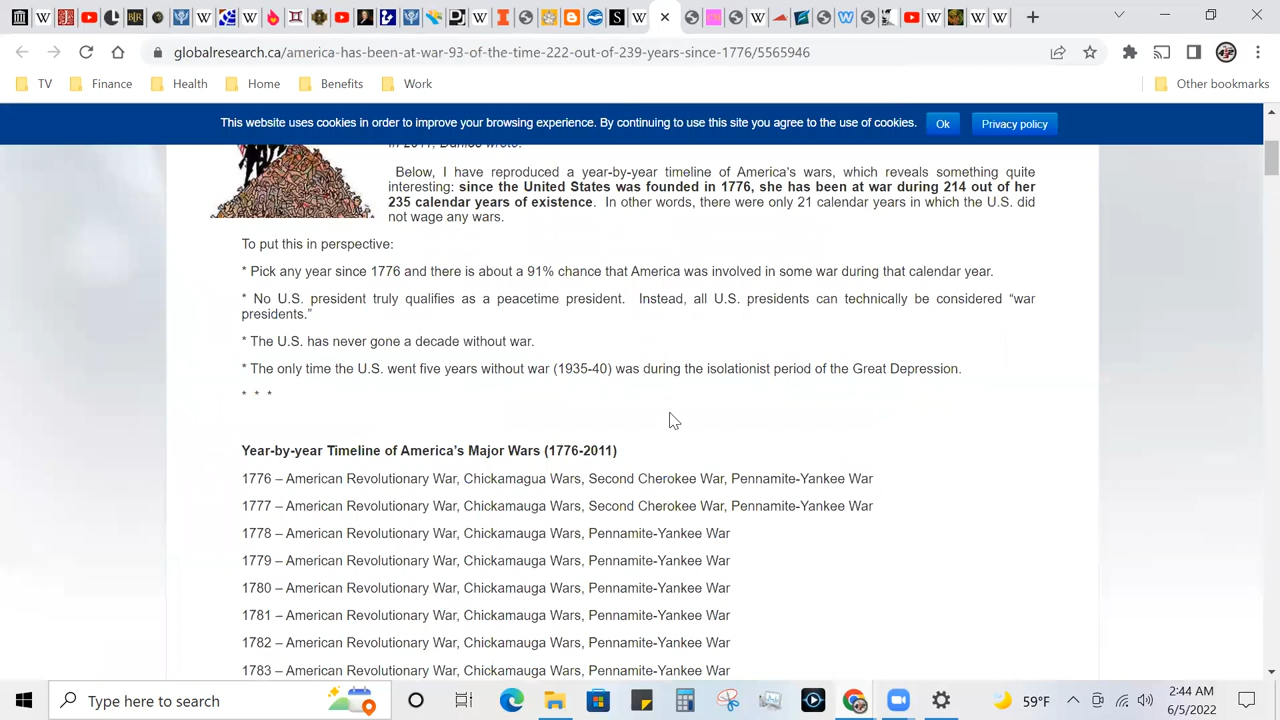 globalresearch.ca/america-has-been-at-war-93-of-the-time-222-out-of-239-years-since-1776/5565946
TV Finance Health Home Benefits Work Other bookmarks
This website uses cookies in order to improve your browsing experience. By continuing to use this site you agree to the use of cookies. Ok Privacy policy
In 2011, Danios wrote:
Below, I have reproduced a year-by-year timeline of America's wars, which reveals something quite
interesting: since the United States was founded in 1776, she has been at war during 214 out of her
235 calendar years of existence. In other words, there were only 21 calendar years in which the U.S. did
not wage any wars.
To put this in perspective:
* Pick any year since 1776 and there is about a 91% chance that America was involved in some war during that calendar year.
* No U.S. president truly qualifies as a peacetime president. Instead, all U.S. presidents can technically be considered “war
presidents.”
* The U.S. has never gone a decade without war.
* The only time the U.S. went five years without war (1935-40) was during the isolationist period of the Great Depression.
* * *
Year-by-year Timeline of America’s Major Wars (1776-2011)
1776 – American Revolutionary War, Chickamagua Wars, Second Cherokee War, Pennamite-Yankee War
1777 – American Revolutionary War, Chickamauga Wars, Second Cherokee War, Pennamite-Yankee War
1778 – American Revolutionary War, Chickamauga Wars, Pennamite-Yankee War
1779 – American Revolutionary War, Chickamauga Wars, Pennamite-Yankee War
1780 – American Revolutionary War, Chickamauga Wars, Pennamite-Yankee War
1781 – American Revolutionary War, Chickamauga Wars, Pennamite-Yankee War
1782 – American Revolutionary War, Chickamauga Wars, Pennamite-Yankee War
1783 – American Revolutionary War, Chickamauga Wars, Pennamite-Yankee War
Type here to search 59°F 2:44 AM
6/5/2022